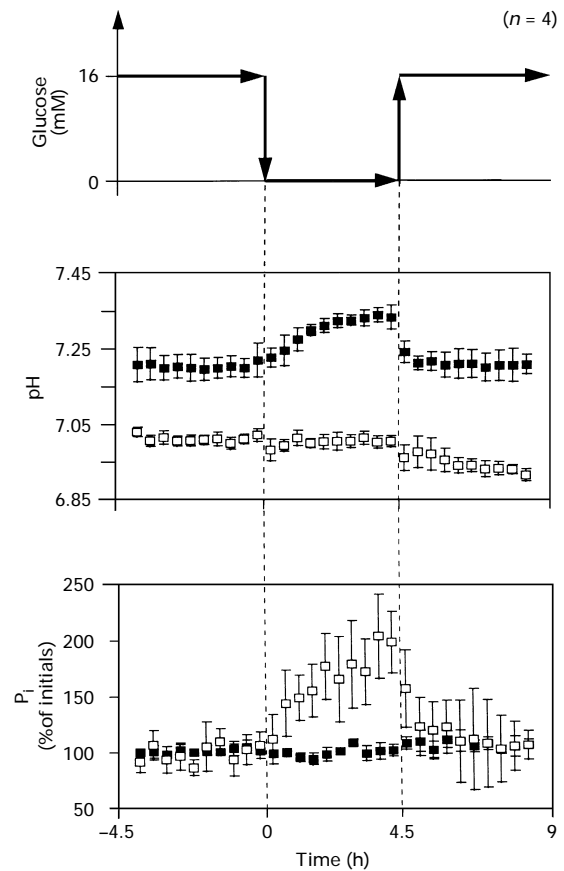 (n = 4)
16
0
Glucose
(mM)
7.45
7.25
7.05
6.85
pH
250
200
150
100
50
Pi
(%of initials)
−4.5
0
4.5
9
Time (h)